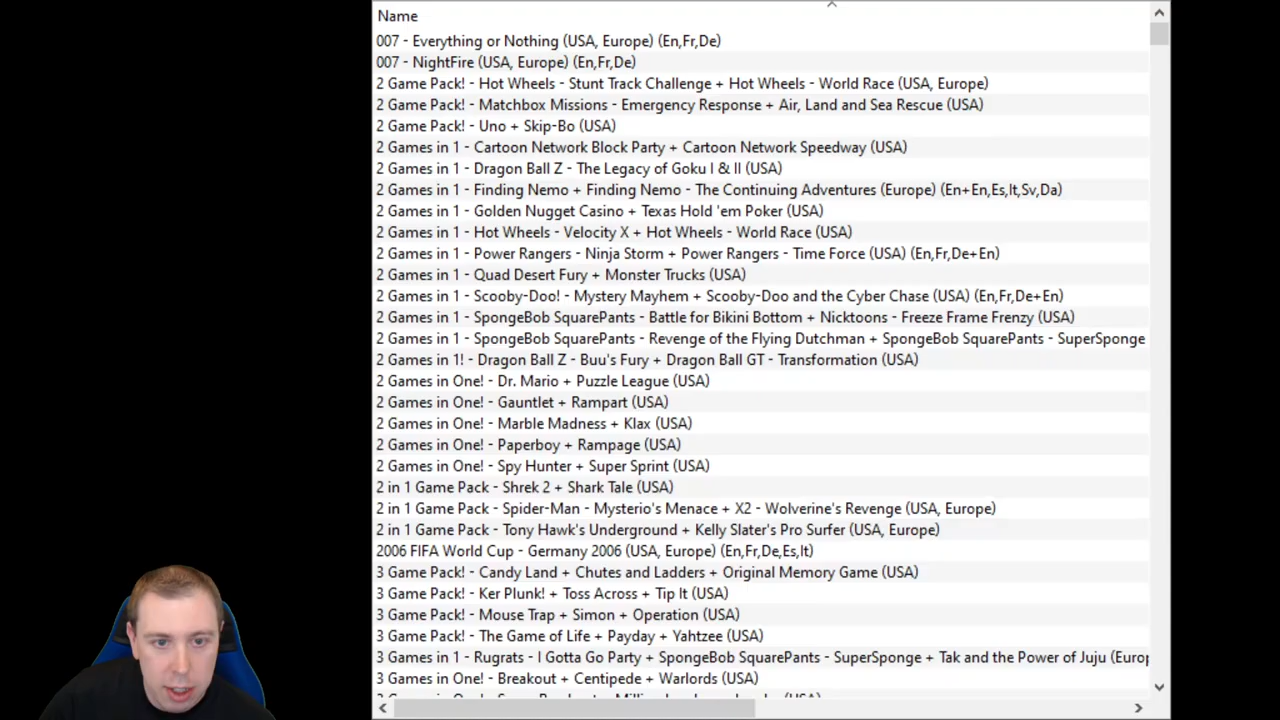 Name
007 - Everything or Nothing (USA, Europe) (En,Fr,De)
007 - NightFire (USA, Europe) (En,Fr,De)
2 Game Pack! - Hot Wheels - Stunt Track Challenge + Hot Wheels - World Race (USA, Europe)
2 Game Pack! - Matchbox Missions - Emergency Response + Air, Land and Sea Rescue (USA)
2 Game Pack! - Uno + Skip-Bo (USA)
2 Games in 1 - Cartoon Network Block Party + Cartoon Network Speedway (USA)
2 Games in 1 - Dragon Ball Z - The Legacy of Goku I & II (USA)
2 Games in 1 - Finding Nemo + Finding Nemo - The Continuing Adventures (Europe) (En+En,Es,It,Sv,Da)
2 Games in 1 - Golden Nugget Casino + Texas Hold 'em Poker (USA)
2 Games in 1 - Hot Wheels - Velocity X + Hot Wheels - World Race (USA)
2 Games in 1 - Power Rangers - Ninja Storm + Power Rangers - Time Force (USA) (En,Fr,De+En)
2 Games in 1 - Quad Desert Fury + Monster Trucks (USA)
2 Games in 1 - Scooby-Doo! - Mystery Mayhem + Scooby-Doo and the Cyber Chase (USA) (En,Fr,De+En)
2 Games in 1 - SpongeBob SquarePants - Battle for Bikini Bottom + Nicktoons - Freeze Frame Frenzy (USA)
2 Games in 1 - SpongeBob SquarePants - Revenge of the Flying Dutchman + SpongeBob SquarePants - SuperSponge
2 Games in 1! - Dragon Ball Z - Buu's Fury + Dragon Ball GT - Transformation (USA)
2 Games in One! - Dr. Mario + Puzzle League (USA)
2 Games in One! - Gauntlet + Rampart (USA)
2 Games in One! - Marble Madness + Klax (USA)
2 Games in One! - Paperboy + Rampage (USA)
2 Games in One! - Spy Hunter + Super Sprint (USA)
2 in 1 Game Pack - Shrek 2 + Shark Tale (USA)
2 in 1 Game Pack - Spider-Man - Mysterio's Menace + X2 - Wolverine's Revenge (USA, Europe)
2 in 1 Game Pack - Tony Hawk's Underground + Kelly Slater's Pro Surfer (USA, Europe)
2006 FIFA World Cup - Germany 2006 (USA, Europe) (En,Fr,De,Es,It)
3 Game Pack! - Candy Land + Chutes and Ladders + Original Memory Game (USA)
3 Game Pack! - Ker Plunk! + Toss Across + Tip It (USA)
3 Game Pack! - Mouse Trap + Simon + Operation (USA)
3 Game Pack! - The Game of Life + Payday + Yahtzee (USA)
3 Games in 1 - Rugrats - I Gotta Go Party + SpongeBob SquarePants - SuperSponge + Tak and the Power of Juju (Europ
3 Games in One! - Breakout + Centipede + Warlords (USA)